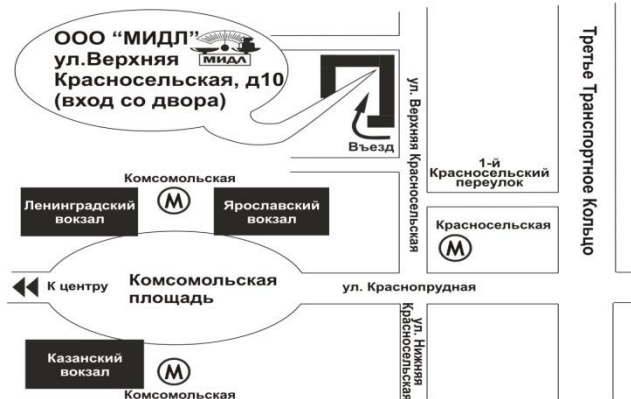 ООО “МИДЛ”
МИДЛ
ул.Верхняя
Красносельская, д10
(вход со двора)
Въезд
ул. Верхняя Красносельская
Третье Транспортное Кольцо
1-й
Красносельский
переулок
Комсомольская
М
Ленинградский
вокзал
Ярославский
вокзал
Красносельская
М
К центру
Комсомольская
площадь
ул. Краснопрудная
ул. Нижняя
Красносельская
Казанский
вокзал
М
Комсомольская